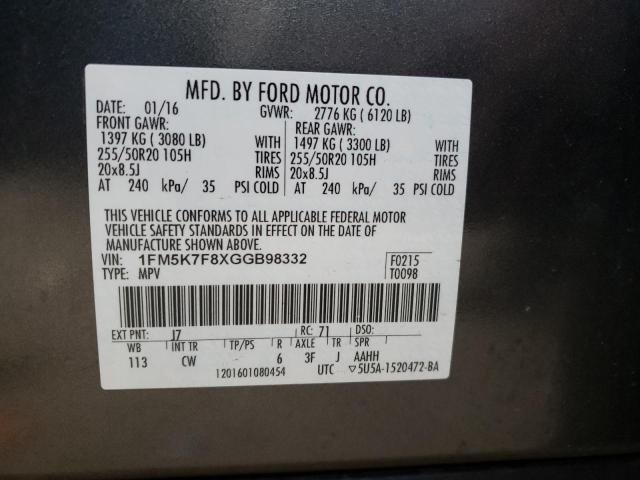 MFD. BY FORD MOTOR CO.
DATE: 01/16 GVWR: 2776 KG ( 6120 LB)
FRONT GAWR: REAR GAWR:
1397 KG ( 3080 LB) WITH 1497 KG ( 3300 LB) WITH
255/50R20 105H TIRES 255/50R20 105H TIRES
20x8.5J RIMS 20x8.5J RIMS
AT 240 kPa/ 35 PSI COLD AT 240 kPa/ 35 PSI COLD
THIS VEHICLE CONFORMS TO ALL APPLICABLE FEDERAL MOTOR
VEHICLE SAFETY STANDARDS IN EFFECT ON THE DATE OF
MANUFACTURE SHOWN ABOVE.
VIN: 1FM5K7F8XGGB98332 F0215
TYPE: MPV T0098
EXT PNT: J7 RC: 71 DSO:
WB INT TR TP/PS R AXLE TR SPR
113 CW 6 3F J AAHH
1201601080454 UTC ▽5U5A-1520472-BA